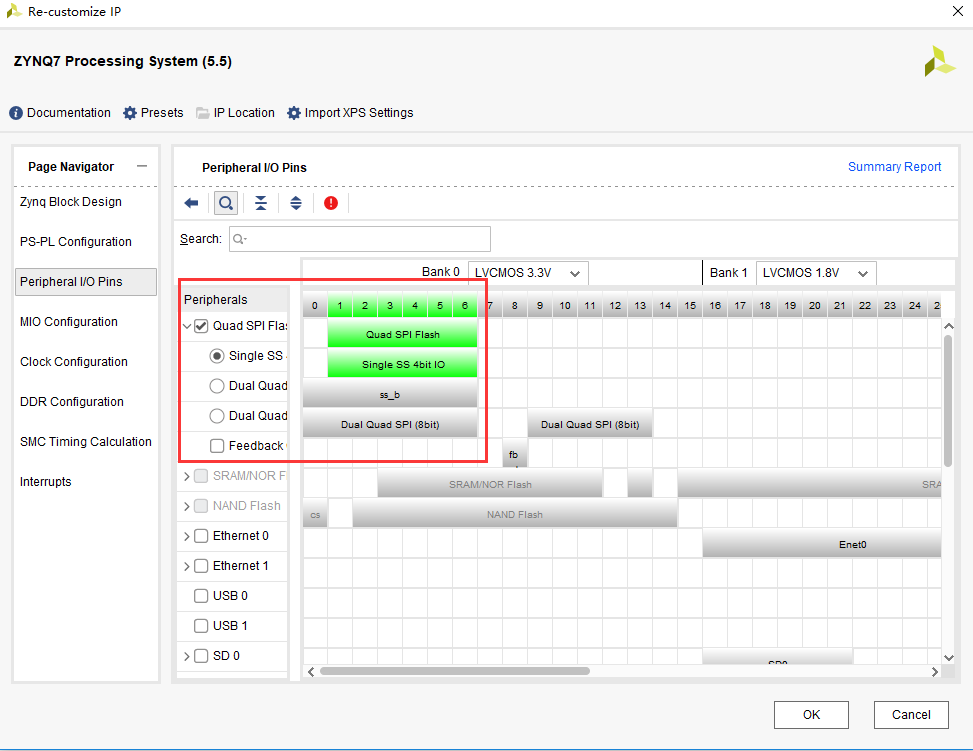 Re-customize IP
ZYNQ7 Processing System (5.5)
Documentation Presets IP Location Import XPS Settings
Page Navigator
Zynq Block Design
PS-PL Configuration
Peripheral I/O Pins
MIO Configuration
Clock Configuration
DDR Configuration
SMC Timing Calculation
Interrupts
Peripheral I/O Pins Summary Report
Search:
Bank 0 LVCMOS 3.3V Bank 1 LVCMOS 1.8V
Peripherals 0 1 2 3 4 5 6 7 8 9 10 11 12 13 14 15 16 17 18 19 20 21 22 23 24
Quad SPI Flas Quad SPI Flash
Single SS Single SS 4bit IO
Dual Quad ss_b
Dual Quad Dual Quad SPI (8bit) Dual Quad SPI (8bit)
Feedback fb
SRAM/NOR F SRAM/NOR Flash SRA
NAND Flash cs NAND Flash
Ethernet 0 Enet0
Ethernet 1
USB 0
USB 1
SD 0 SD0
OK Cancel